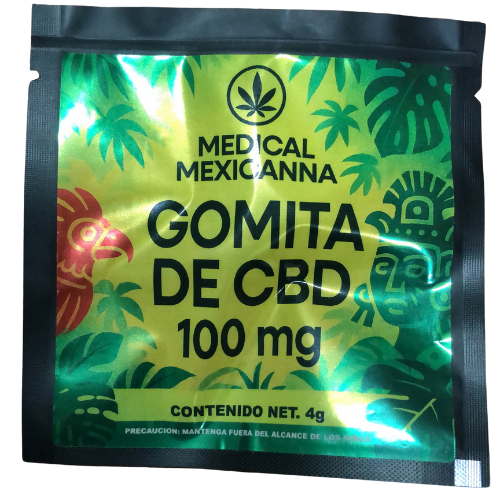 MEDICAL
MEXICANNA
GOMITA
DE CBD
100 mg
CONTENIDO NET. 4g
PRECAUCION: MANTENGA FUERA DEL ALCANCE DE LOS